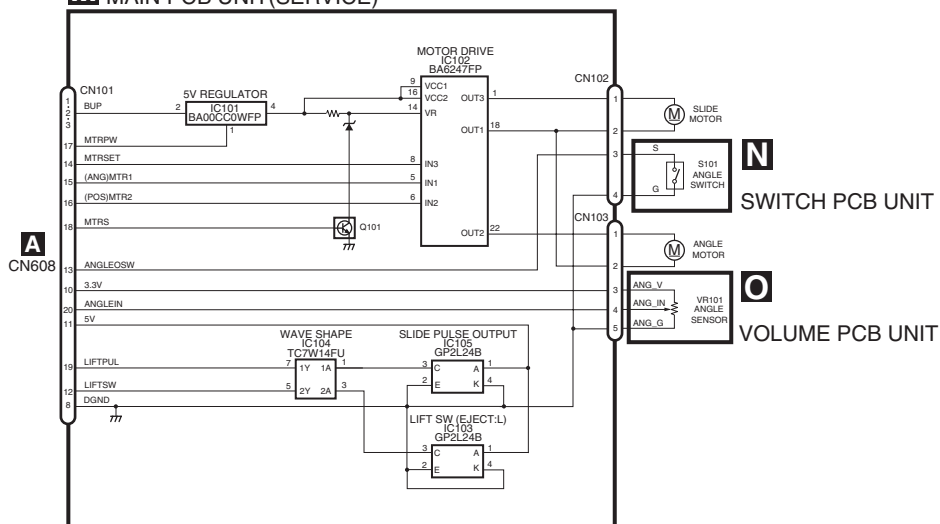 MAIN PCB UNIT(SERVICE)
CN101
1
2
3
BUP
17
MTRPW
14
MTRSET
15
(ANG)MTR1
16
(POS)MTR2
18
MTRS
A
CN608
13
ANGLEOSW
10
3.3V
20
ANGLEIN
11
5V
19
LIFTPUL
12
LIFTSW
8
DGND
5V REGULATOR
IC101
BA00CC0WFP
2
4
1
Q101
MOTOR DRIVE
IC102
BA6247FP
9
VCC1
16
VCC2
14
VR
8
IN3
5
IN1
6
IN2
OUT3
1
OUT1
18
OUT2
22
CN102
1
2
3
4
M
SLIDE
MOTOR
S
G
S101
ANGLE
SWITCH
N
SWITCH PCB UNIT
CN103
1
2
3
4
5
M
ANGLE
MOTOR
ANG_V
ANG_IN
ANG_G
VR101
ANGLE
SENSOR
O
VOLUME PCB UNIT
WAVE SHAPE
IC104
TC7W14FU
7
1Y
1A
1
5
2Y
2A
3
SLIDE PULSE OUTPUT
IC105
GP2L24B
3
C
A
1
2
E
K
4
LIFT SW (EJECT:L)
IC103
GP2L24B
3
C
A
1
2
E
K
4